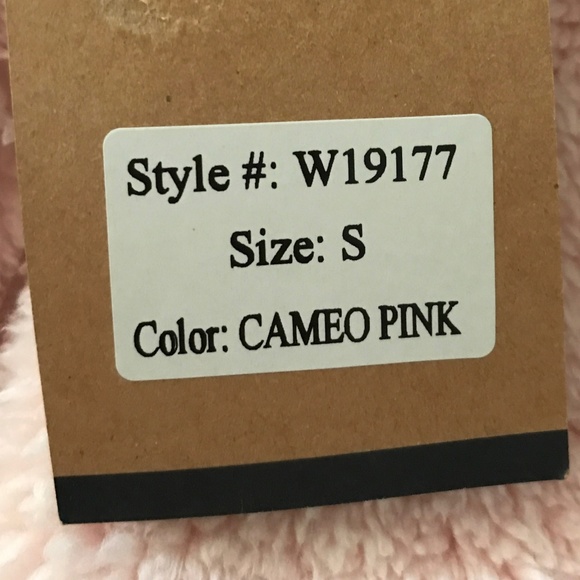 Style #: W19177
Size: S
Color: CAMEO PINK